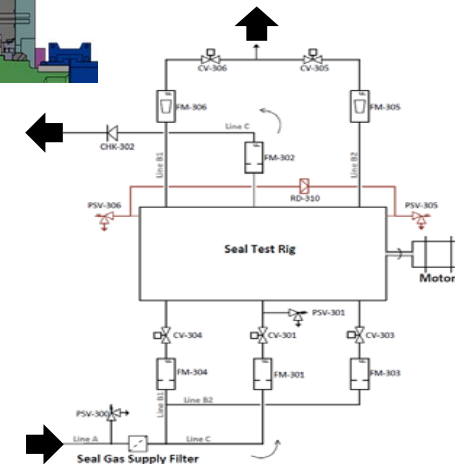 CV-306
CV-305
FM-306
FM-305
Line C
CHK-302
FM-302
Line B1
Line B2
RD-310
PSV-306
PSV-305
Seal Test Rig
Motor
PSV-301
CV-304
CV-301
CV-303
FM-304
FM-301
FM-303
Line B1
Line B2
PSV-300
Line A
Line C
Seal Gas Supply Filter